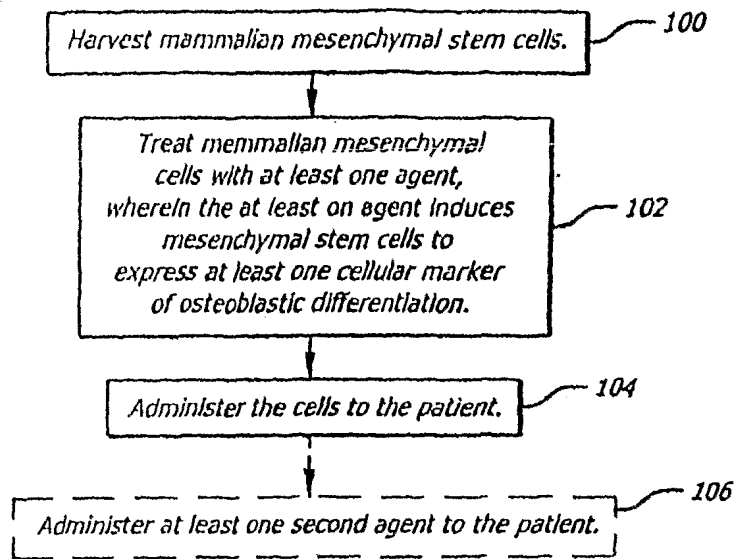 Harvest mammalian mesenchymal stem cells.
100
Treat memmalian mesenchymal
cells with at least one agent,
wherein the at least on agent induces
mesenchymal stem cells to
express at least one cellular marker
of osteoblastic differentiation.
102
Administer the cells to the patient.
104
Administer at least one second agent to the patient.
106